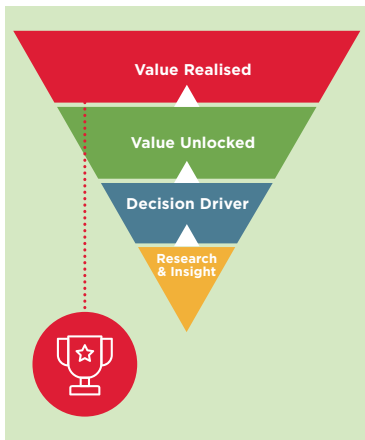 Value Realised
Value Unlocked
Decision Driver
Research
& Insight